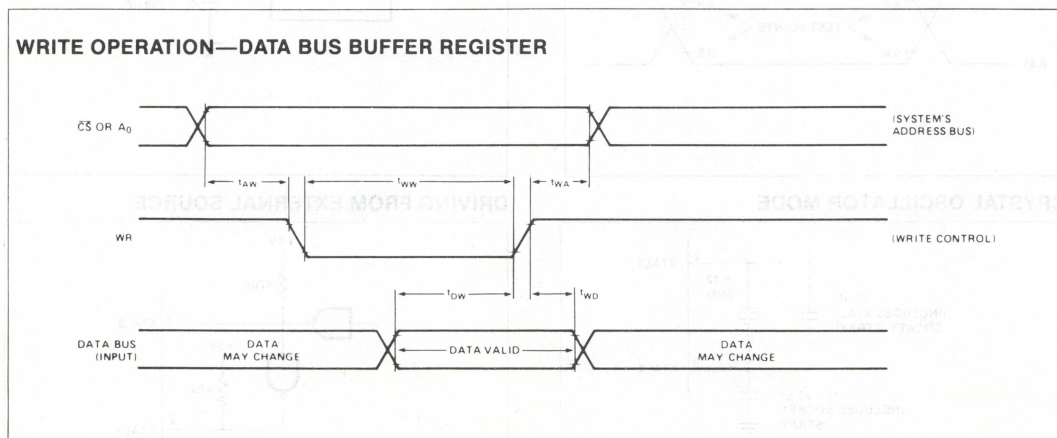 WRITE OPERATION—DATA BUS BUFFER REGISTER
C̅S̅ OR A₀
(SYSTEM'S
ADDRESS BUS)
tAW
tWW
tWA
WR
(WRITE CONTROL)
tDW
tWD
DATA BUS
(INPUT)
DATA
MAY CHANGE
DATA VALID
DATA
MAY CHANGE
DRIVING FROM EXTERNAL SOURCE
CRYSTAL OSCILLATOR MODE